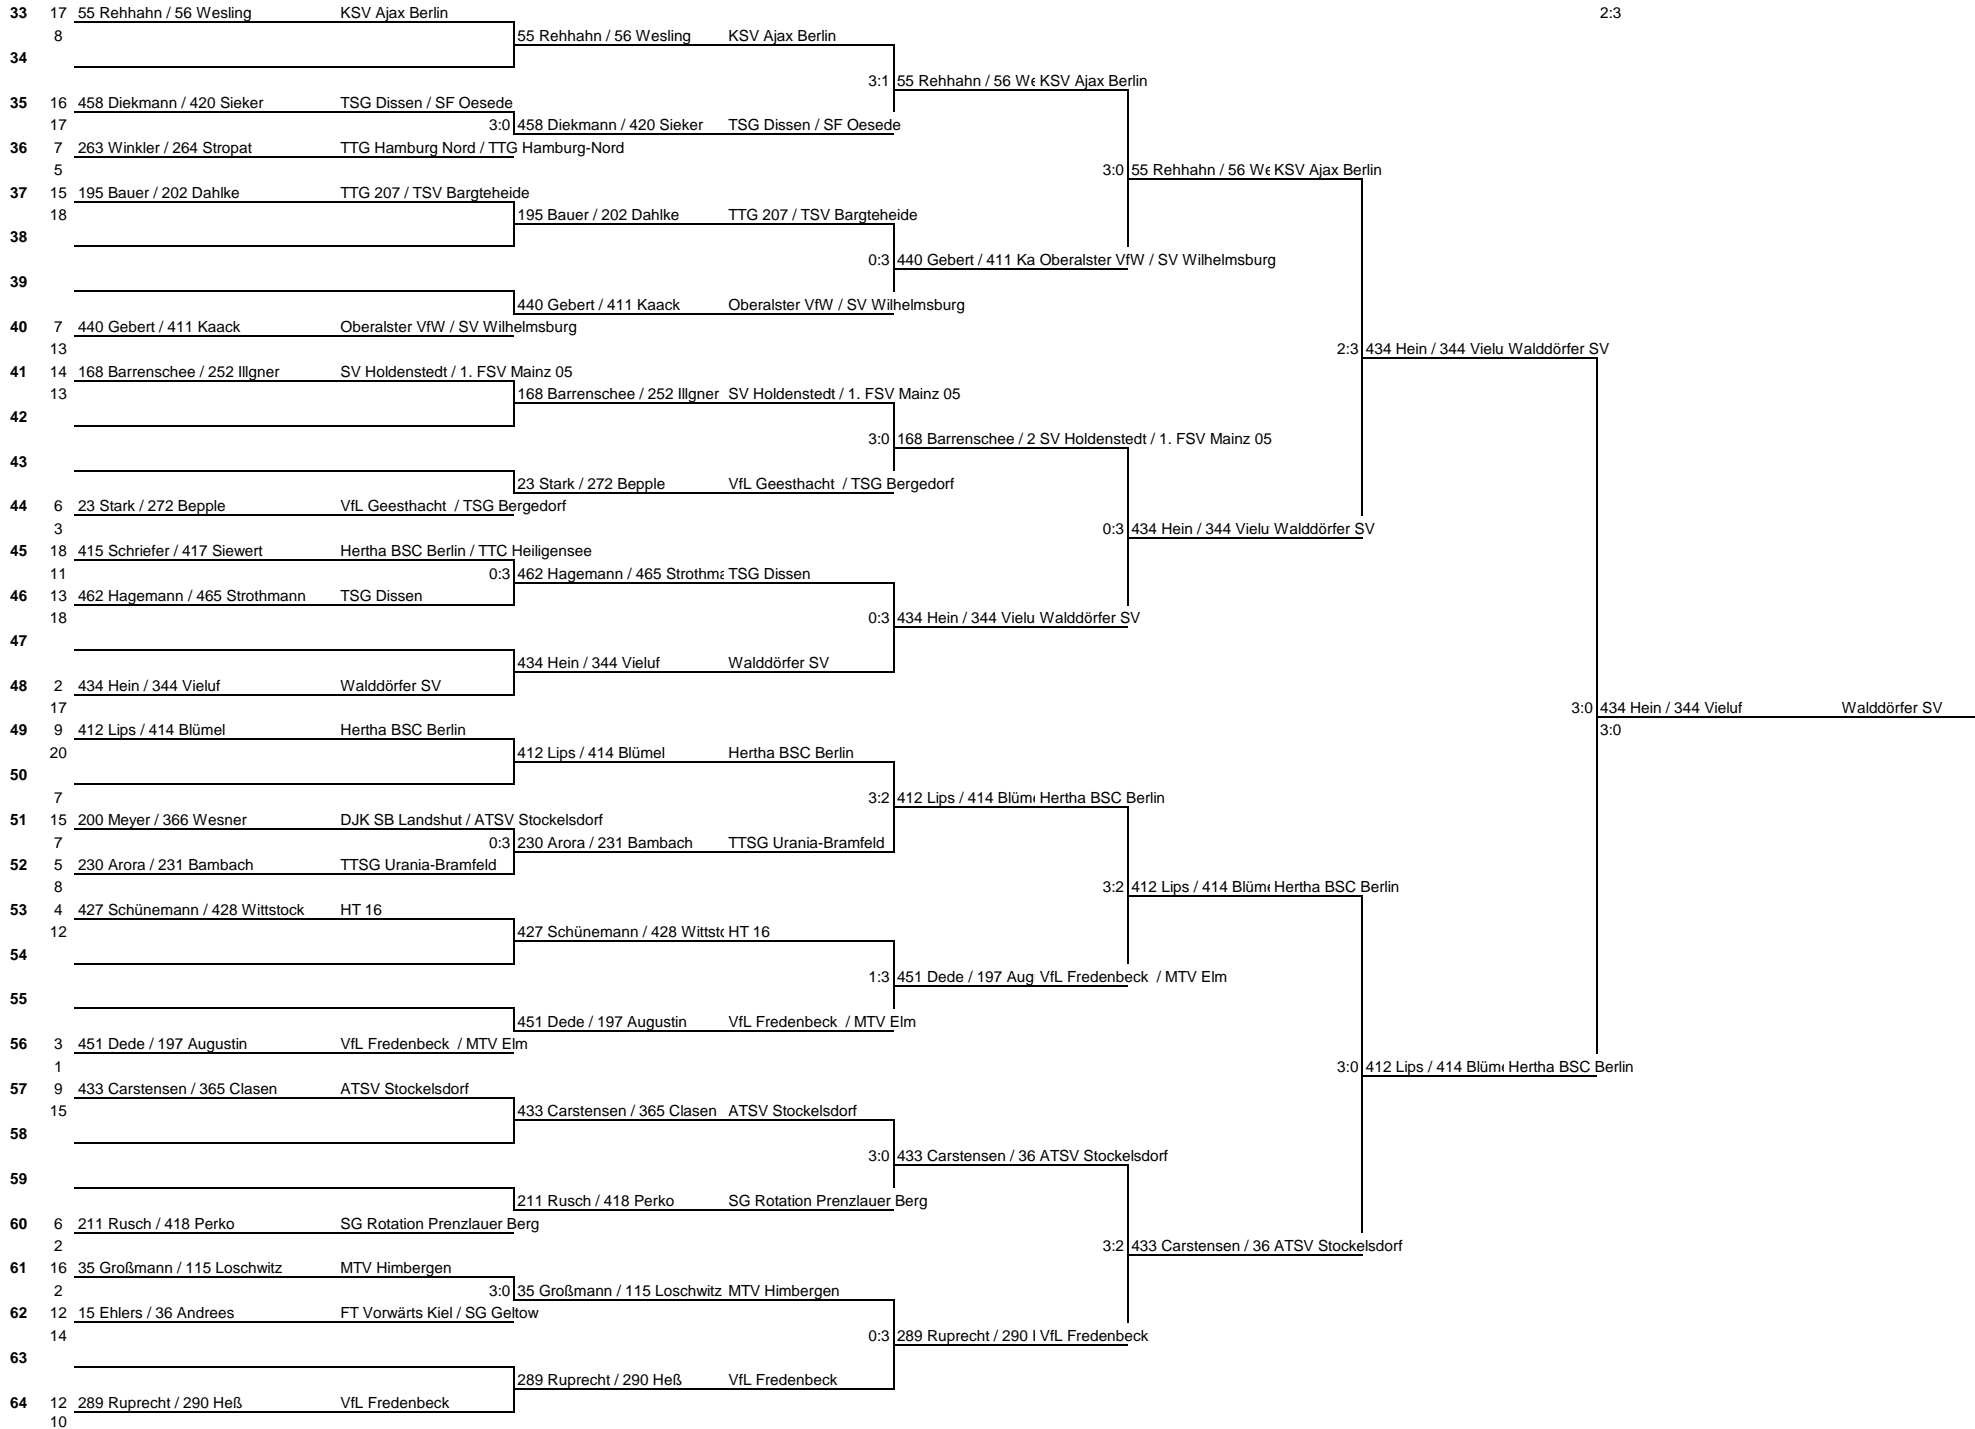 33 17 55 Rehhahn / 56 Wesling KSV Ajax Berlin 2:3
8 55 Rehhahn / 56 Wesling KSV Ajax Berlin
34
3:1 55 Rehhahn / 56 We KSV Ajax Berlin
35 16 458 Diekmann / 420 Sieker TSG Dissen / SF Oesede
17 3:0 458 Diekmann / 420 Sieker TSG Dissen / SF Oesede
36 7 263 Winkler / 264 Stropat TTG Hamburg Nord / TTG Hamburg-Nord
5 3:0 55 Rehhahn / 56 We KSV Ajax Berlin
37 15 195 Bauer / 202 Dahlke TTG 207 / TSV Bargteheide
18 195 Bauer / 202 Dahlke TTG 207 / TSV Bargteheide
38
0:3 440 Gebert / 411 Ka Oberalster VfW / SV Wilhelmsburg
39
440 Gebert / 411 Kaack Oberalster VfW / SV Wilhelmsburg
40 7 440 Gebert / 411 Kaack Oberalster VfW / SV Wilhelmsburg
13 2:3 434 Hein / 344 Vielu Walddörfer SV
41 14 168 Barrenschee / 252 Illgner SV Holdenstedt / 1. FSV Mainz 05
13 168 Barrenschee / 252 Illgner SV Holdenstedt / 1. FSV Mainz 05
42
3:0 168 Barrenschee / 2 SV Holdenstedt / 1. FSV Mainz 05
43
23 Stark / 272 Bepple VfL Geesthacht / TSG Bergedorf
44 6 23 Stark / 272 Bepple VfL Geesthacht / TSG Bergedorf
3 0:3 434 Hein / 344 Vielu Walddörfer SV
45 18 415 Schriefer / 417 Siewert Hertha BSC Berlin / TTC Heiligensee
11 0:3 462 Hagemann / 465 Strothma TSG Dissen
46 13 462 Hagemann / 465 Strothmann TSG Dissen
18 0:3 434 Hein / 344 Vielu Walddörfer SV
47
434 Hein / 344 Vieluf Walddörfer SV
48 2 434 Hein / 344 Vieluf Walddörfer SV
17 3:0 434 Hein / 344 Vieluf Walddörfer SV
49 9 412 Lips / 414 Blümel Hertha BSC Berlin 3:0
20 412 Lips / 414 Blümel Hertha BSC Berlin
50
7 3:2 412 Lips / 414 Blüm Hertha BSC Berlin
51 15 200 Meyer / 366 Wesner DJK SB Landshut / ATSV Stockelsdorf
7 0:3 230 Arora / 231 Bambach TTSG Urania-Bramfeld
52 5 230 Arora / 231 Bambach TTSG Urania-Bramfeld
8 3:2 412 Lips / 414 Blüme Hertha BSC Berlin
53 4 427 Schünemann / 428 Wittstock HT 16
12 427 Schünemann / 428 Wittsto HT 16
54
1:3 451 Dede / 197 Aug VfL Fredenbeck / MTV Elm
55
451 Dede / 197 Augustin VfL Fredenbeck / MTV Elm
56 3 451 Dede / 197 Augustin VfL Fredenbeck / MTV Elm
1 3:0 412 Lips / 414 Blüm Hertha BSC Berlin
57 9 433 Carstensen / 365 Clasen ATSV Stockelsdorf
15 433 Carstensen / 365 Clasen ATSV Stockelsdorf
58
3:0 433 Carstensen / 36 ATSV Stockelsdorf
59
211 Rusch / 418 Perko SG Rotation Prenzlauer Berg
60 6 211 Rusch / 418 Perko SG Rotation Prenzlauer Berg
2 3:2 433 Carstensen / 36 ATSV Stockelsdorf
61 16 35 Großmann / 115 Loschwitz MTV Himbergen
2 3:0 35 Großmann / 115 Loschwitz MTV Himbergen
62 12 15 Ehlers / 36 Andrees FT Vorwärts Kiel / SG Geltow
14 0:3 289 Ruprecht / 290 VfL Fredenbeck
63
289 Ruprecht / 290 Heß VfL Fredenbeck
64 12 289 Ruprecht / 290 Heß VfL Fredenbeck
10